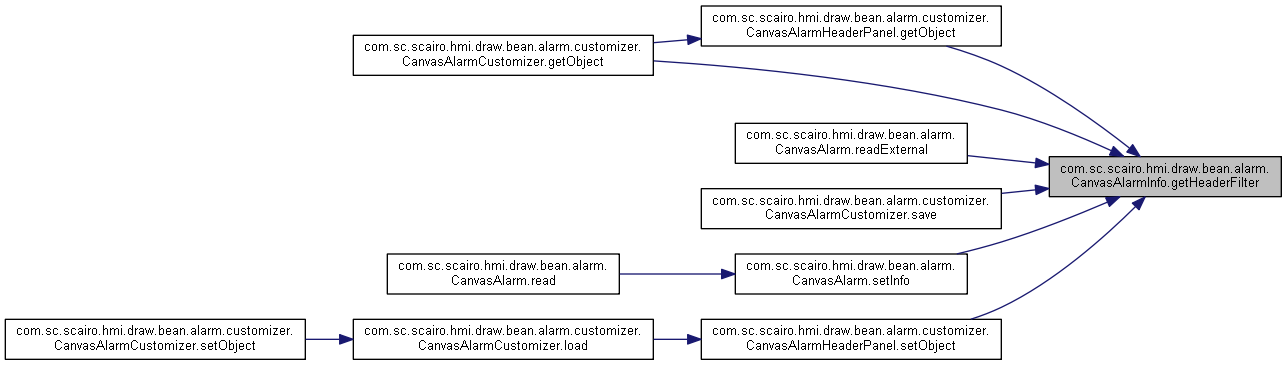 com.sc.scairo.hmi.draw.bean.alarm.customizer.
CanvasAlarmHeaderPanel.getObject
com.sc.scairo.hmi.draw.bean.alarm.customizer.
CanvasAlarmCustomizer.getObject
com.sc.scairo.hmi.draw.bean.alarm.
CanvasAlarm.readExternal
com.sc.scairo.hmi.draw.bean.alarm.
CanvasAlarmInfo.getHeaderFilter
com.sc.scairo.hmi.draw.bean.alarm.customizer.
CanvasAlarmCustomizer.save
com.sc.scairo.hmi.draw.bean.alarm.
CanvasAlarm.read
com.sc.scairo.hmi.draw.bean.alarm.
CanvasAlarm.setInfo
com.sc.scairo.hmi.draw.bean.alarm.customizer.
CanvasAlarmCustomizer.setObject
com.sc.scairo.hmi.draw.bean.alarm.customizer.
CanvasAlarmCustomizer.load
com.sc.scairo.hmi.draw.bean.alarm.customizer.
CanvasAlarmHeaderPanel.setObject